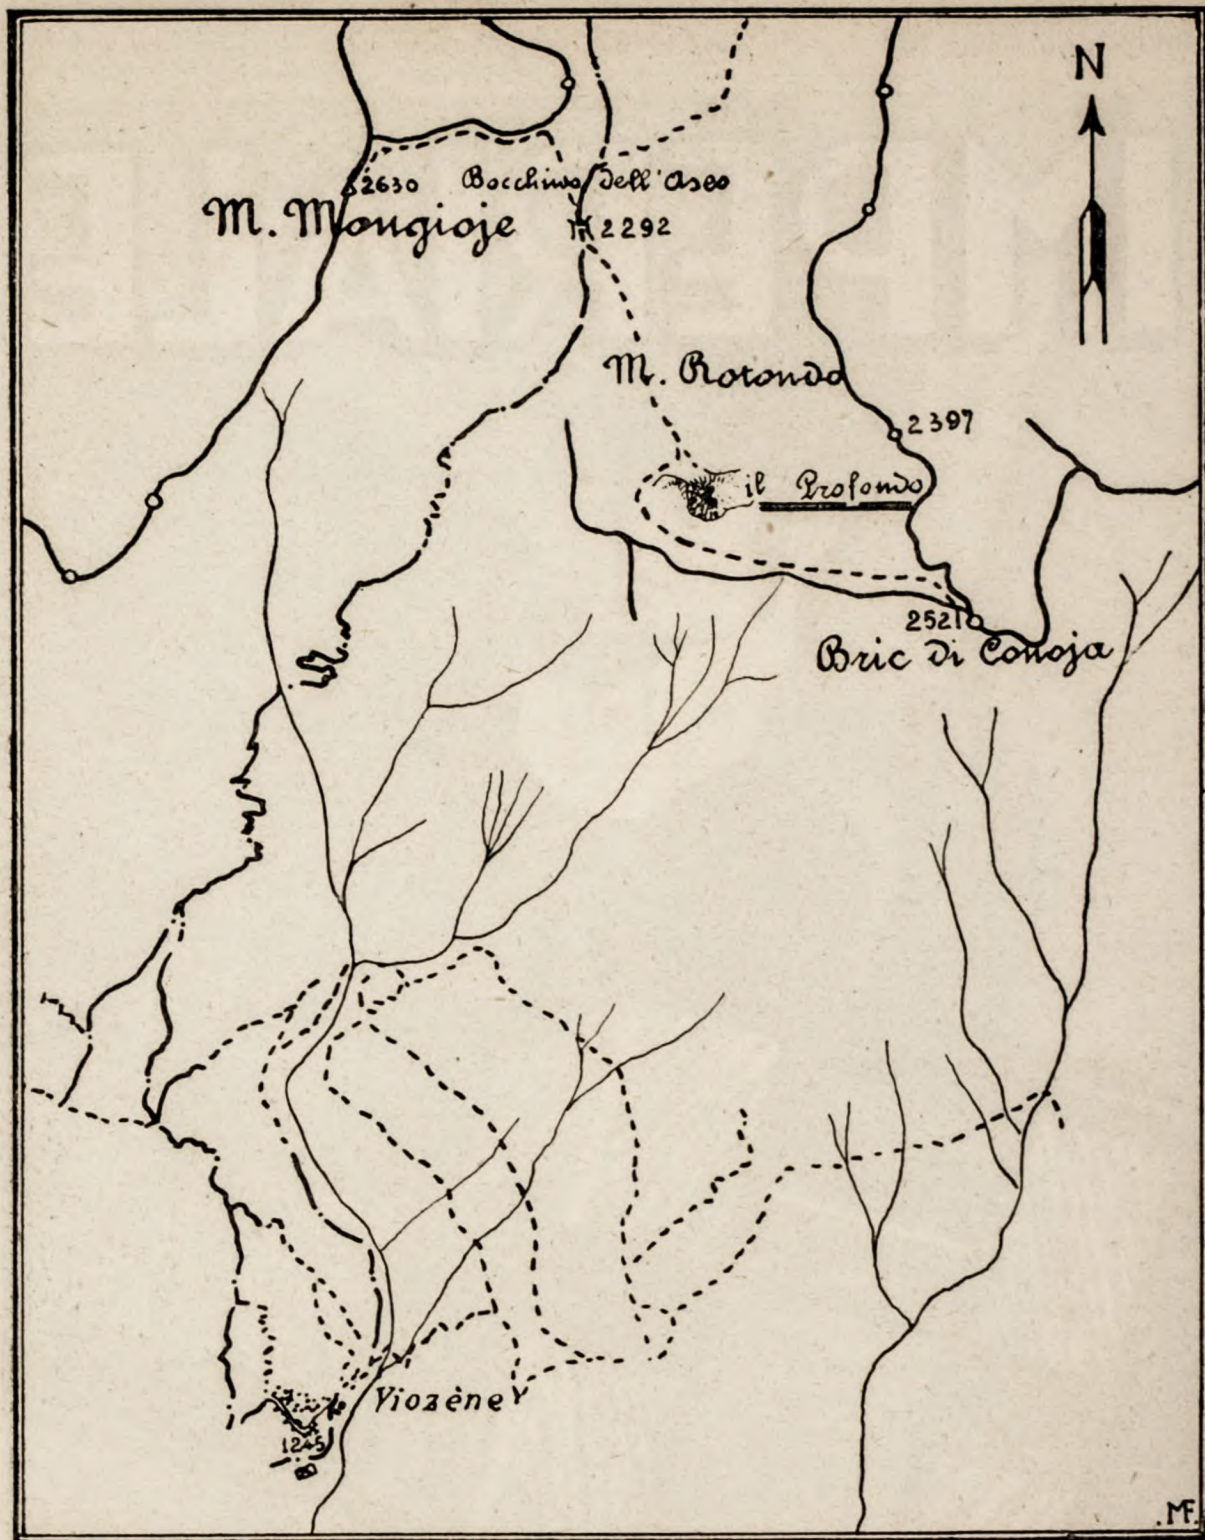 N
2630 Bocchino dell'Aseo
M. Mongioje
2292
M. Rotondo
2397
il Profondo
2521
Bric di Conoja
Viozène
1245
MF.